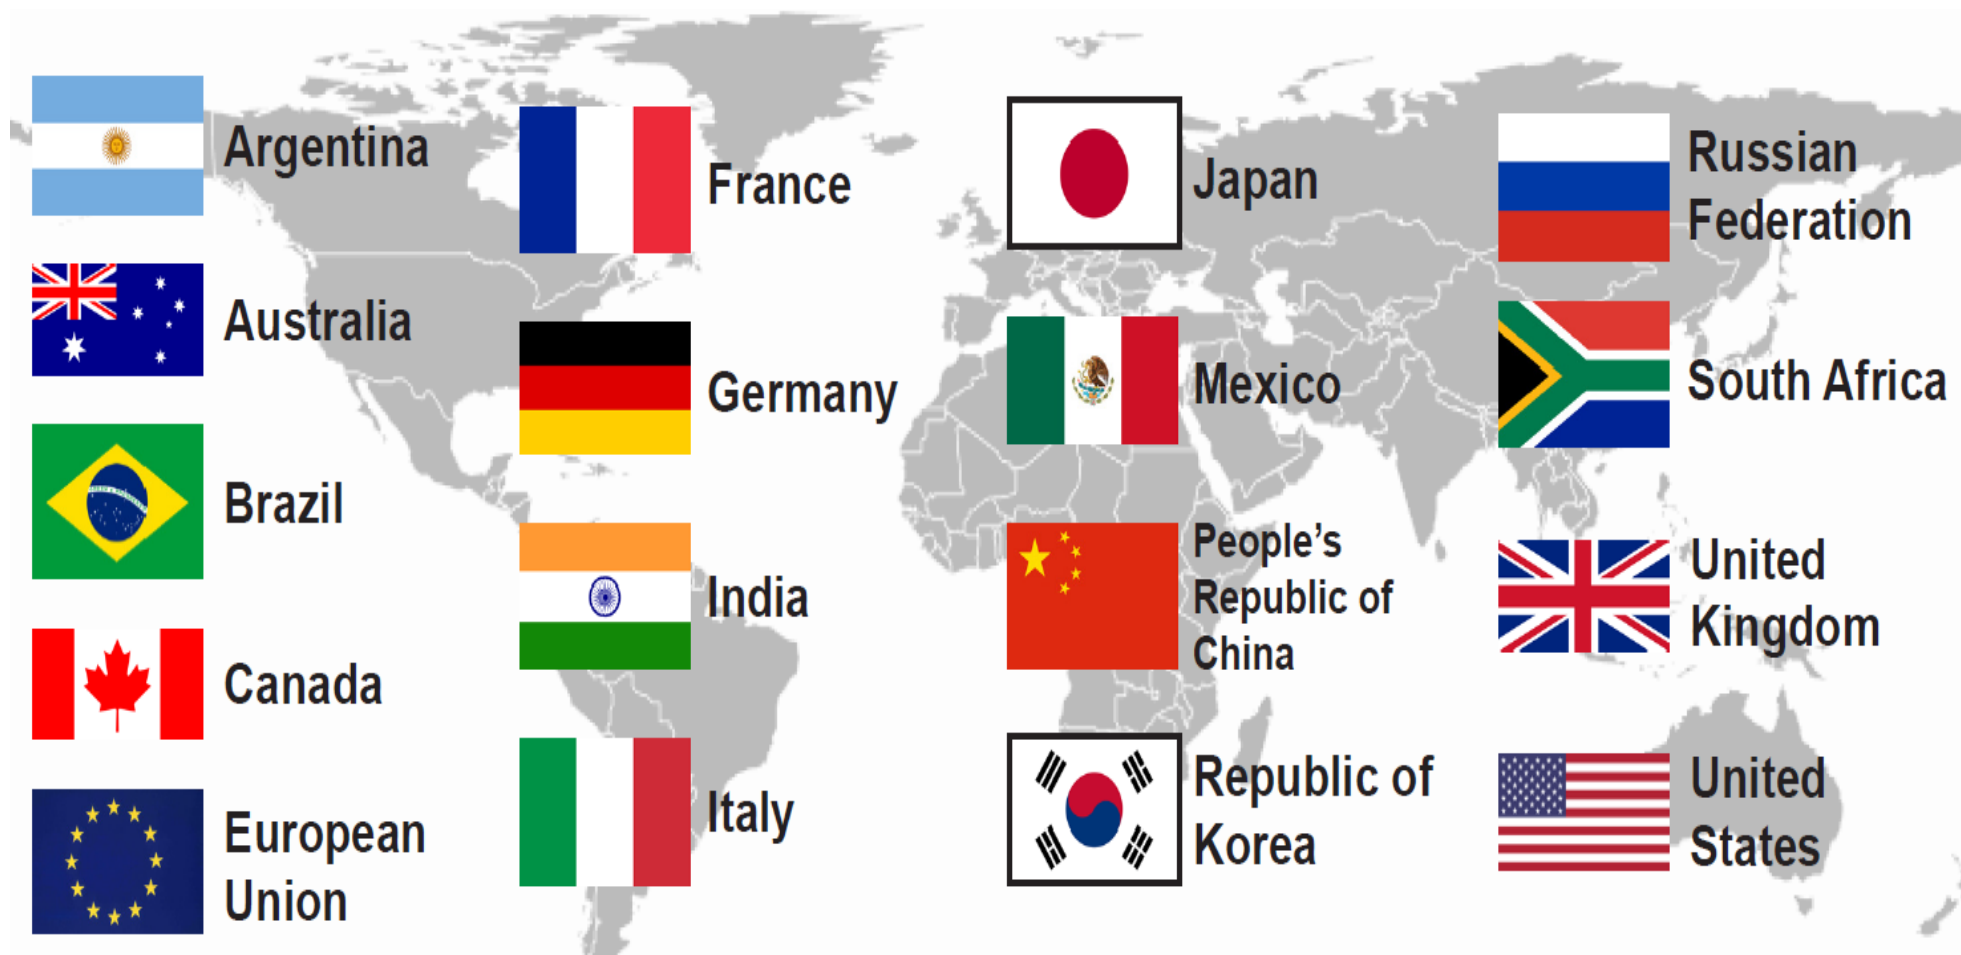 Argentina
Australia
Brazil
Canada
European
Union
France
Germany
India
Italy
Japan
Mexico
People’s
Republic of
China
Republic of
Korea
Russian
Federation
South Africa
United
Kingdom
United
States